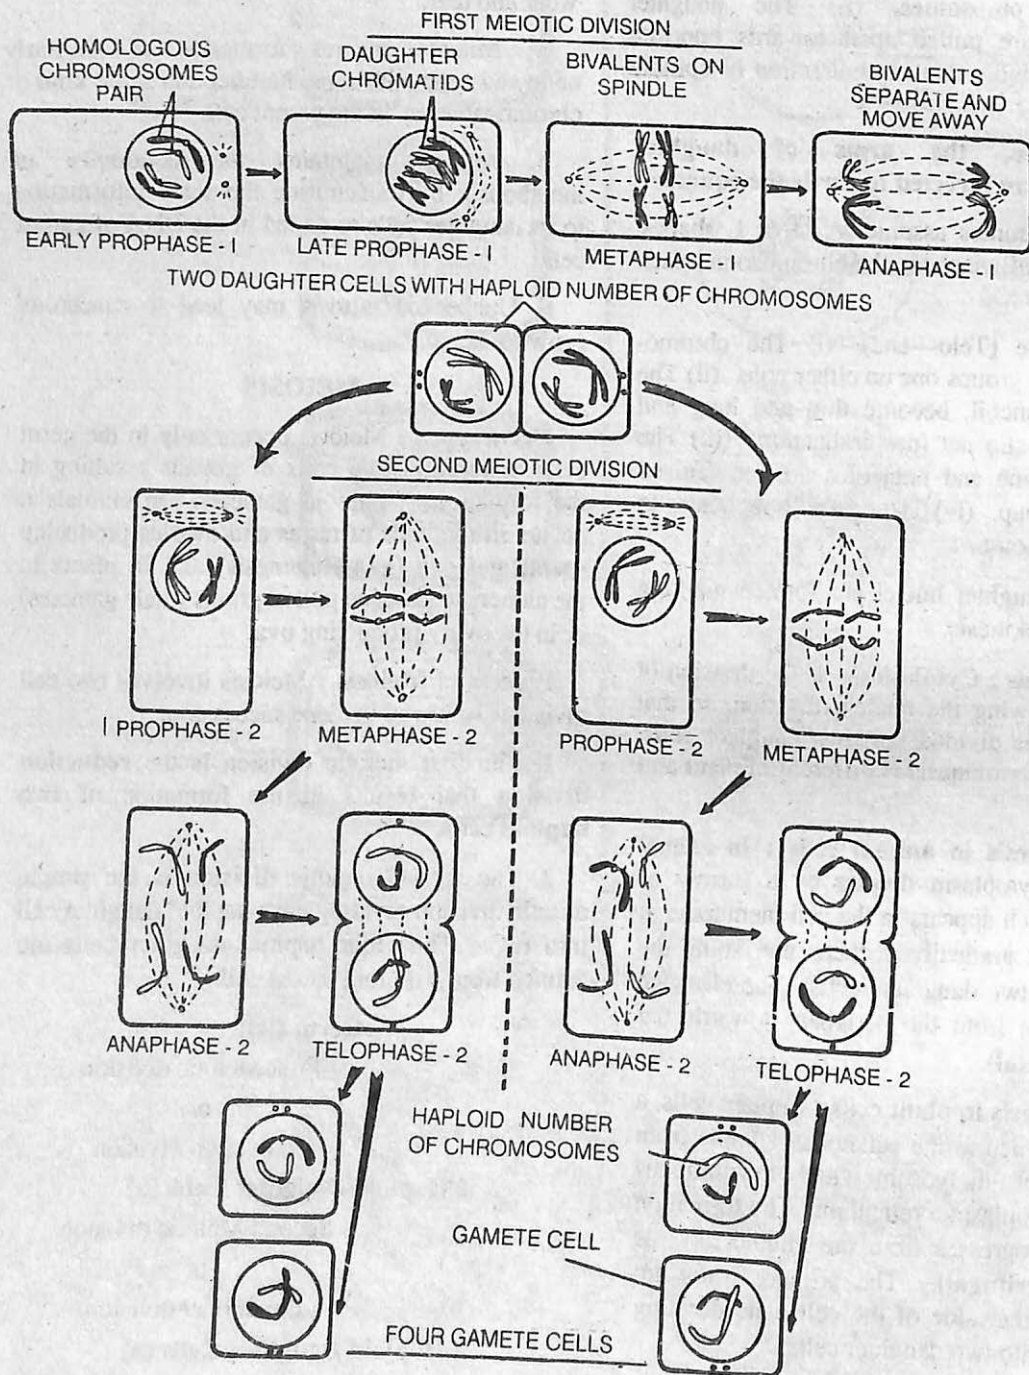 FIRST MEIOTIC DIVISION
HOMOLOGOUS
CHROMOSOMES
PAIR
DAUGHTER
CHROMATIDS
BIVALENTS ON
SPINDLE
BIVALENTS
SEPARATE AND
MOVE AWAY
EARLY PROPHASE - I
LATE PROPHASE - I
METAPHASE - I
ANAPHASE - I
TWO DAUGHTER CELLS WITH HAPLOID NUMBER OF CHROMOSOMES
SECOND MEIOTIC DIVISION
PROPHASE - 2
METAPHASE - 2
PROPHASE - 2
METAPHASE - 2
ANAPHASE - 2
TELOPHASE - 2
ANAPHASE - 2
TELOPHASE - 2
HAPLOID NUMBER
OF CHROMOSOMES
GAMETE CELL
FOUR GAMETE CELLS